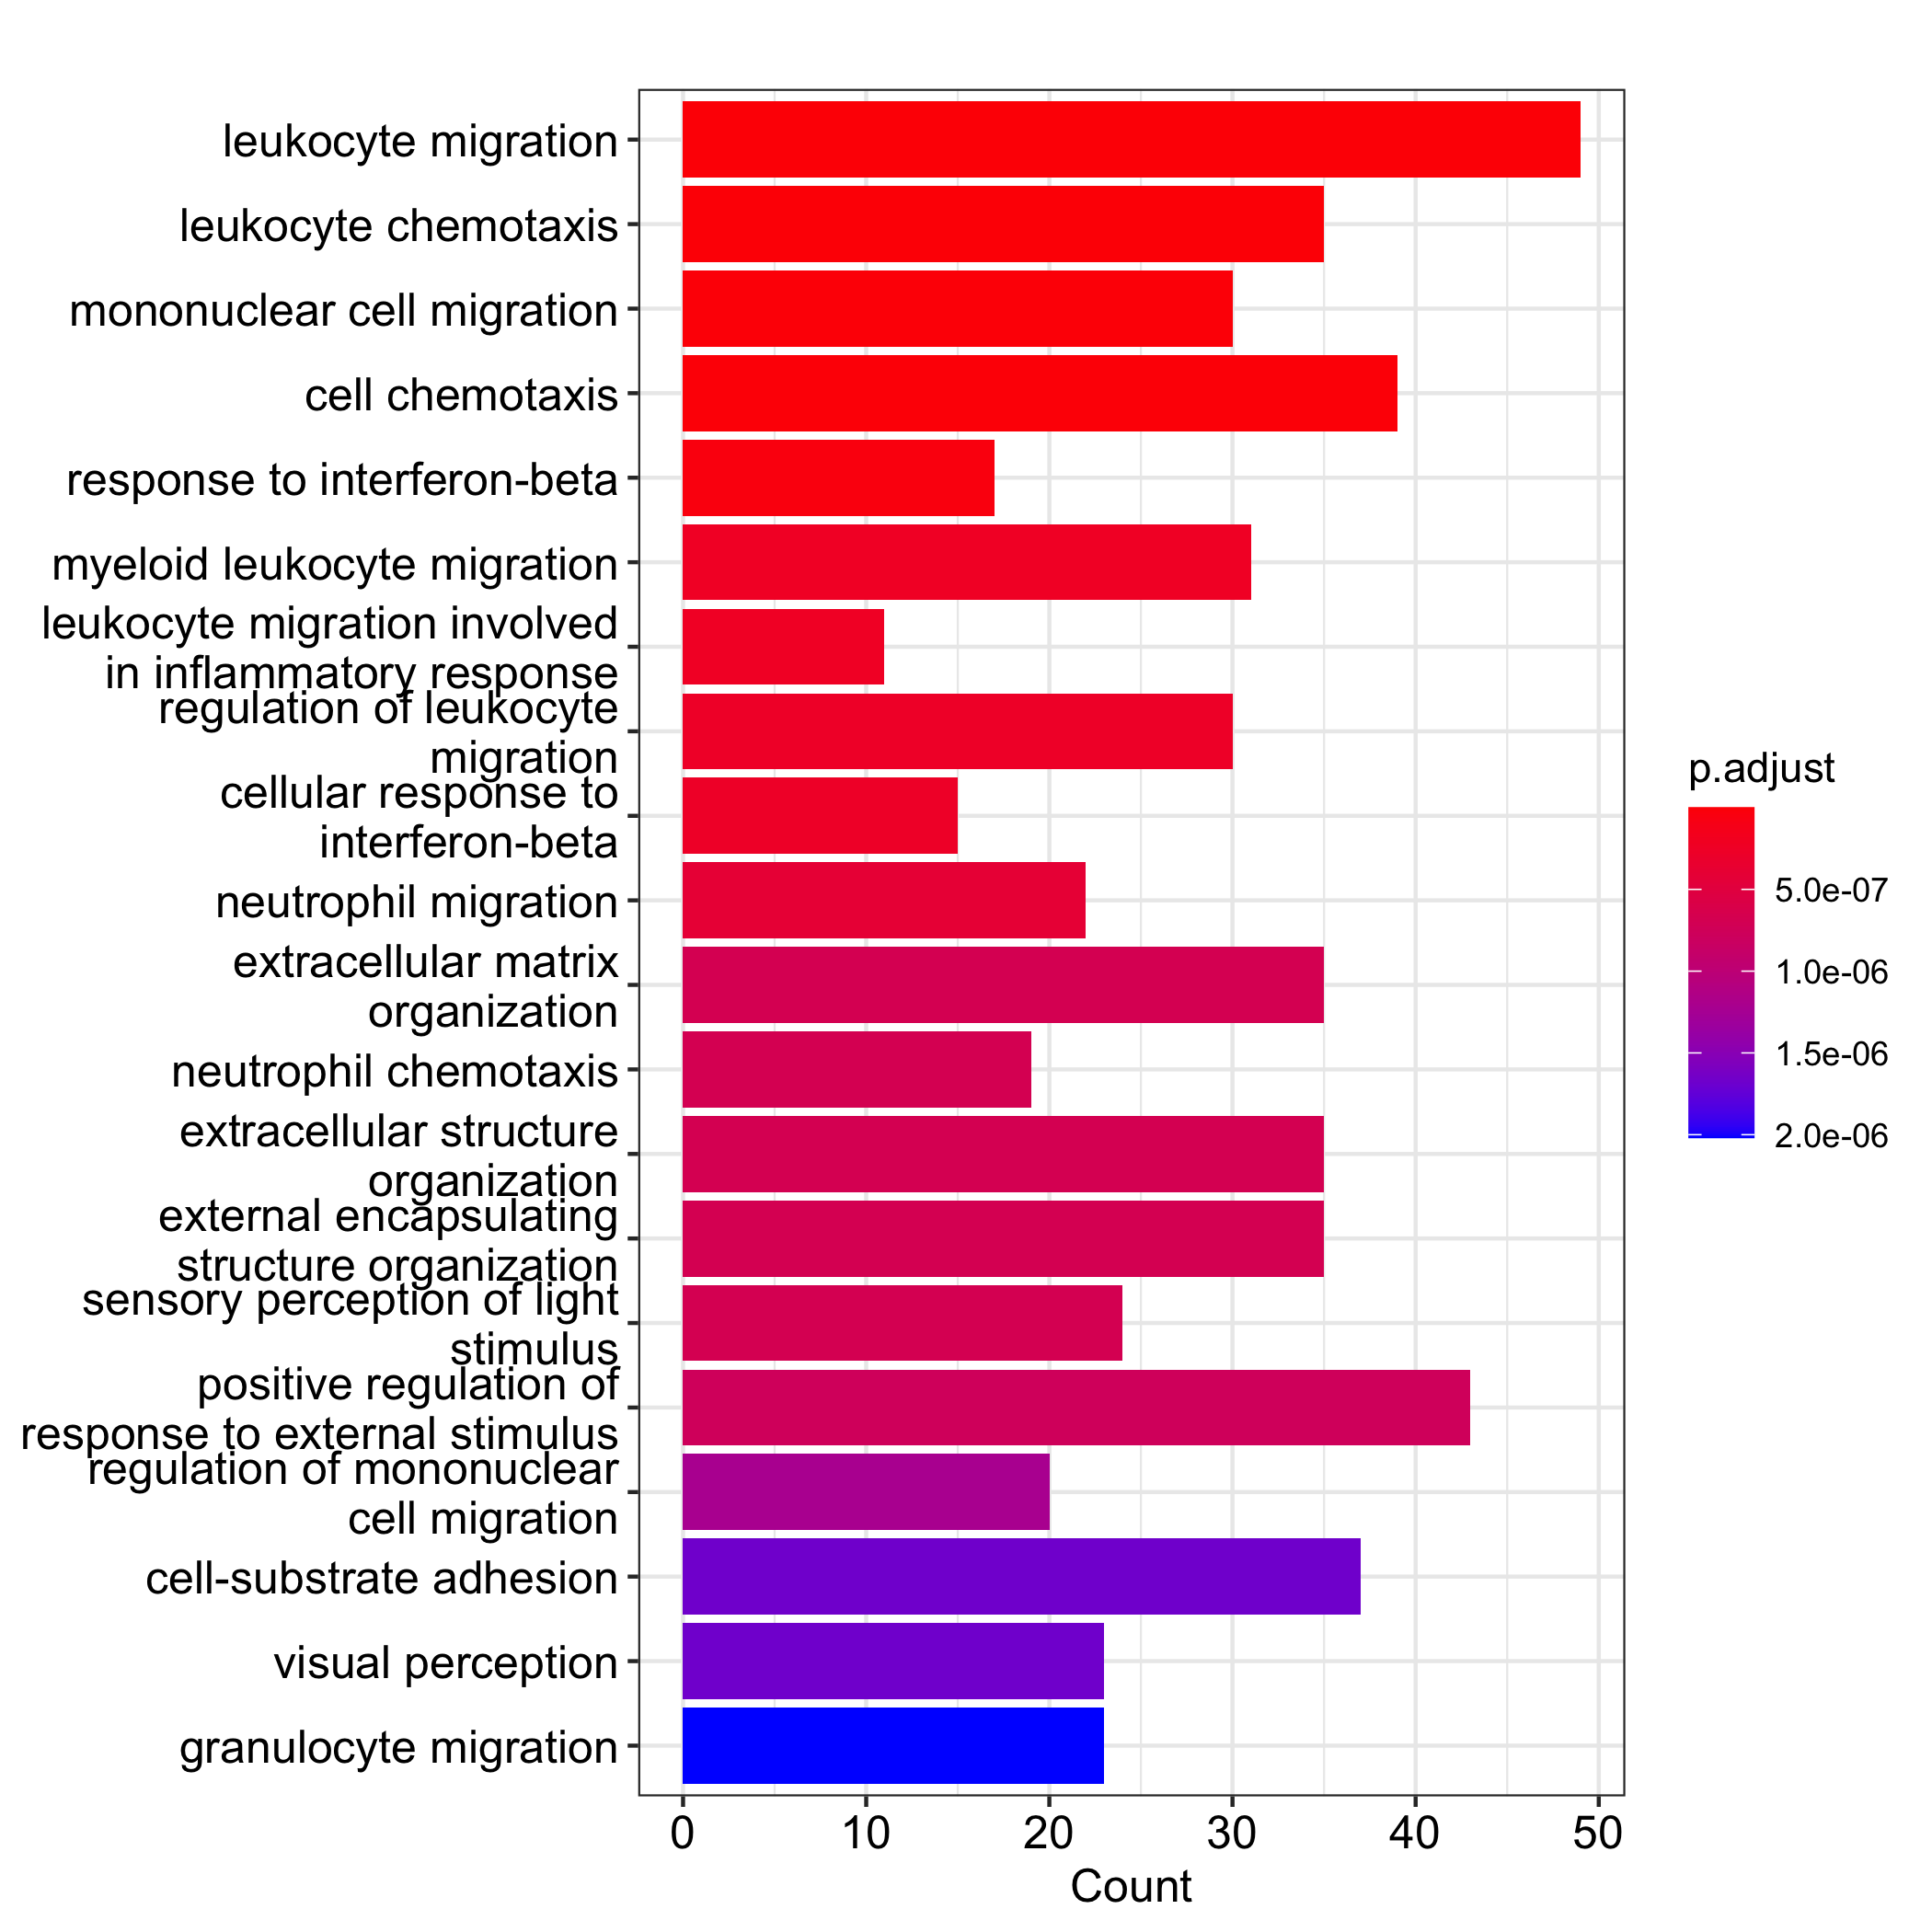 leukocyte migration
leukocyte chemotaxis
mononuclear cell migration
cell chemotaxis
response to interferon-beta
myeloid leukocyte migration
leukocyte migration involved
in inflammatory response
regulation of leukocyte
migration
cellular response to
interferon-beta
neutrophil migration
extracellular matrix
organization
neutrophil chemotaxis
extracellular structure
organization
external encapsulating
structure organization
sensory perception of light
stimulus
positive regulation of
response to external stimulus
regulation of mononuclear
cell migration
cell-substrate adhesion
visual perception
granulocyte migration
0 10 20 30 40 50
Count
p.adjust
5.0e-07
1.0e-06
1.5e-06
2.0e-06